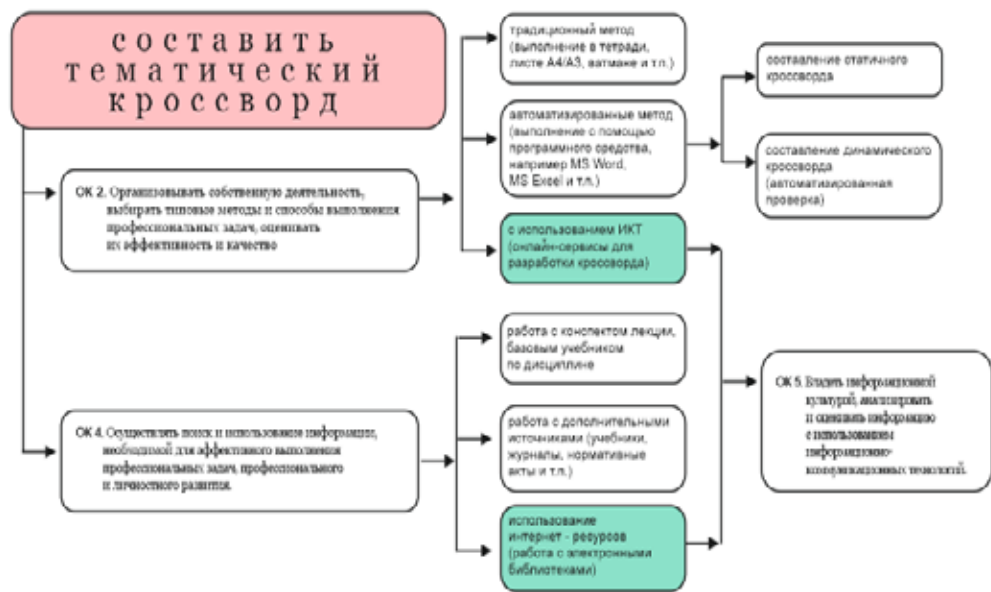 составить
тематический
кроссворд
ОК 2. Организовывать собственную деятельность,
выбирать типовые методы и способы выполнения
профессиональных задач, оценивать
их эффективность и качество
ОК 4. Осуществлять поиск и использование информации,
необходимой для эффективного выполнения
профессиональных задач, профессионального
и личностного развития.
традиционный метод
(выполнение в тетради,
листе А4/А3, ватмане и т.п.)
автоматизированные метод
(выполнение с помощью
программного средства,
например MS Word,
MS Excel и т.п.)
с использованием ИКТ
(онлайн-сервисы для
разработки кроссворда)
работа с конспектом лекции,
базовым учебником
по дисциплине
работа с дополнительными
источниками (учебники,
журналы, нормативные
акты и т.п.)
использование
интернет - ресурсов
(работа с электронными
библиотеками)
составление статичного
кроссворда
составление динамического
кроссворда
(автоматизированная
проверка)
ОК 5. Владеть информационной
культурой, анализировать
и оценивать информацию
с использованием
информационно-
коммуникационных технологий.